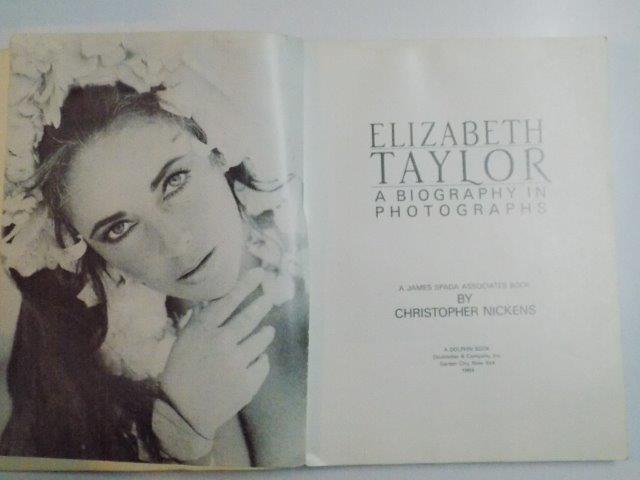 ELIZABETH
TAYLOR
A BIOGRAPHY IN
PHOTOGRAPHS
A JAMES SPADA ASSOCIATES BOOK
BY
CHRISTOPHER NICKENS
A DOLPHIN BOOK
Doubleday & Company, Inc.
Garden City, New York
1984